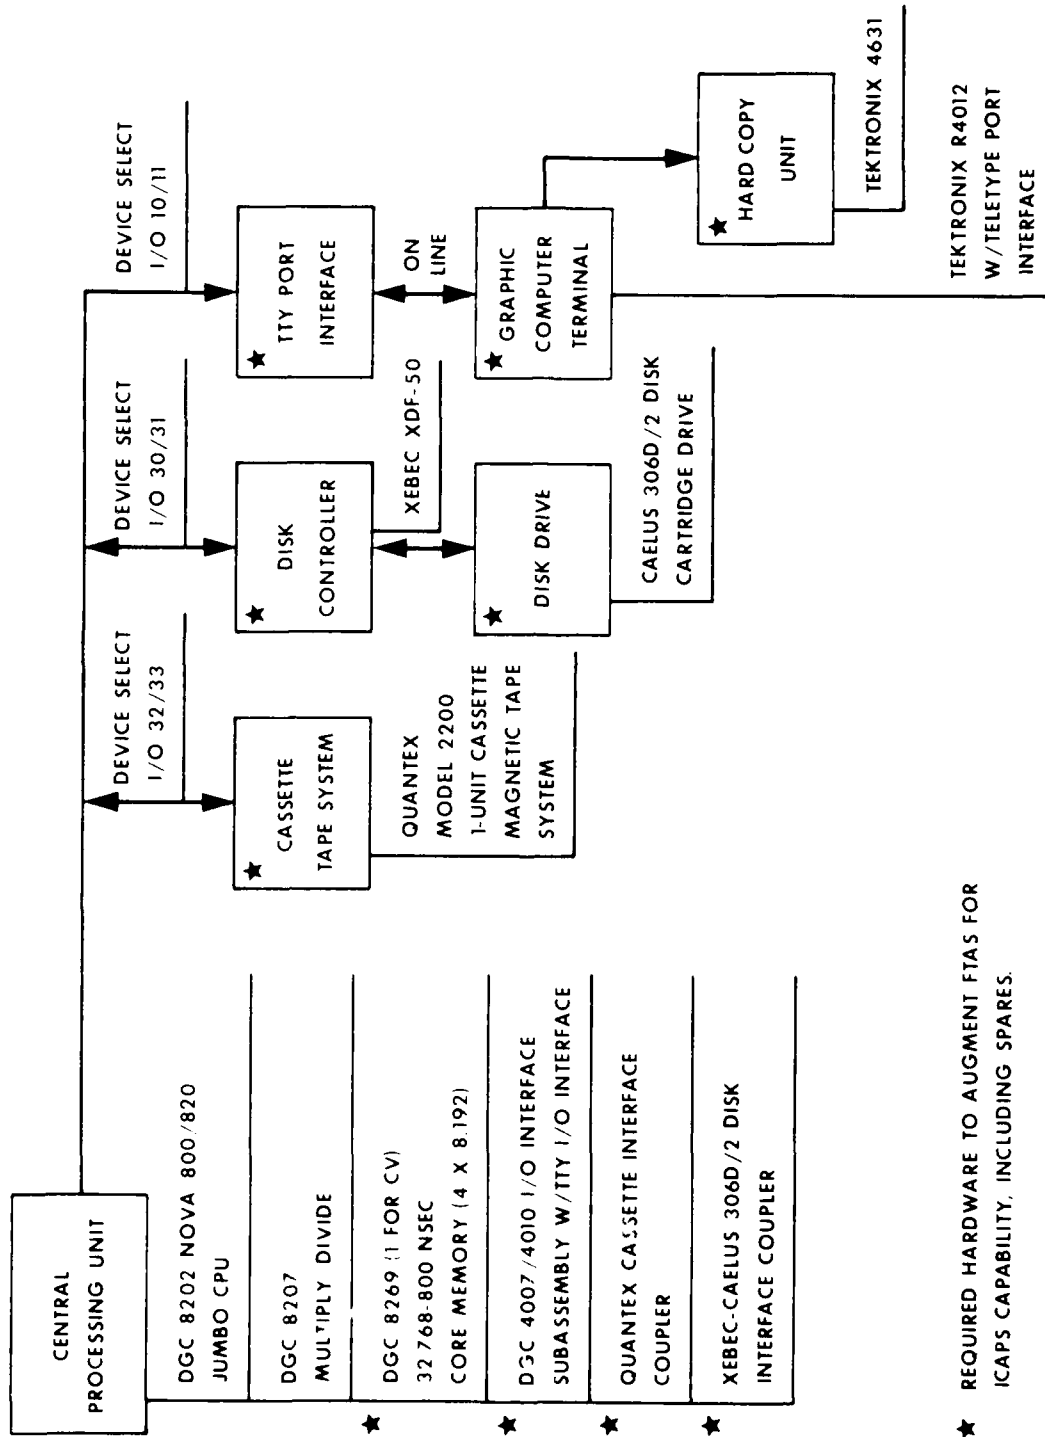 CENTRAL
PROCESSING UNIT
DGC 8202 NOVA 800/820
JUMBO CPU
DGC 8207
MULTIPLY DIVIDE
★ DGC 8269 (1 FOR CV)
32 768-800 NSEC
CORE MEMORY (4 X 8.192)
★ DGC 4007/4010 I/O INTERFACE
SUBASSEMBLY W/TTY I/O INTERFACE
★ QUANTEX CASSETTE INTERFACE
COUPLER
★ XEBEC-CAELUS 306D/2 DISK
INTERFACE COUPLER
DEVICE SELECT
I/O 32/33
★ CASSETTE
TAPE SYSTEM
QUANTEX
MODEL 2200
1-UNIT CASSETTE
MAGNETIC TAPE
SYSTEM
DEVICE SELECT
I/O 30/31
★ DISK
CONTROLLER
XEBEC XDF-50
★ DISK DRIVE
CAELUS 306D/2 DISK
CARTRIDGE DRIVE
DEVICE SELECT
I/O 10/11
★ TTY PORT
INTERFACE
ON
LINE
★ GRAPHIC
COMPUTER
TERMINAL
★ HARD COPY
UNIT
TEKTRONIX 4631
TEKTRONIX R4012
W/TELETYPE PORT
INTERFACE
★ REQUIRED HARDWARE TO AUGMENT FTAS FOR
ICAPS CAPABILITY, INCLUDING SPARES.